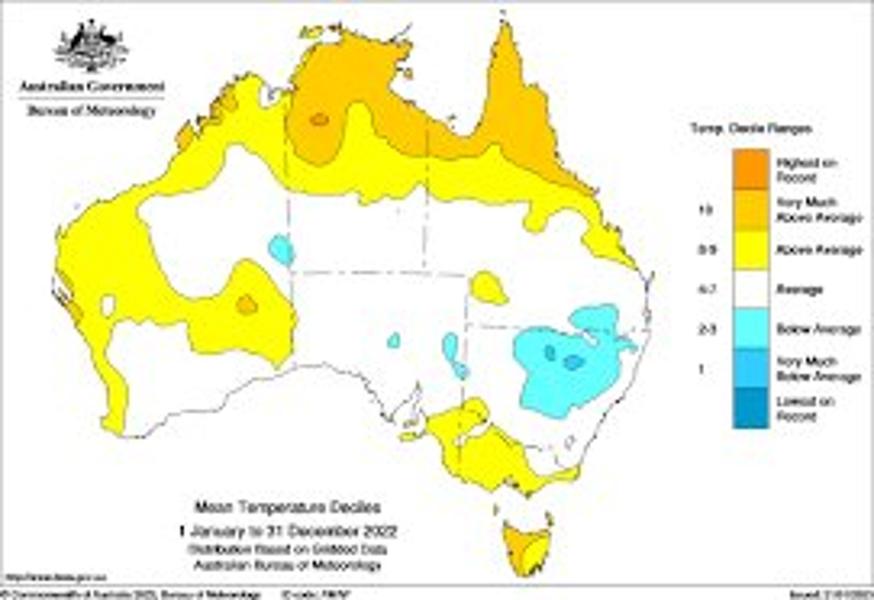 Australian Government
Bureau of Meteorology
Temp. Decile Ranges
Highest on
Record
10
Very Much
Above Average
8-9
Above Average
4-7
Average
2-3
Below Average
1
Very Much
Below Average
Lowest on
Record
Mean Temperature Deciles
1 January to 31 December 2022
Distribution Based on Gridded Data
Australian Bureau of Meteorology
http://www.bom.gov.au
© Commonwealth of Australia 2023, Bureau of Meteorology
ID code:
Issued: